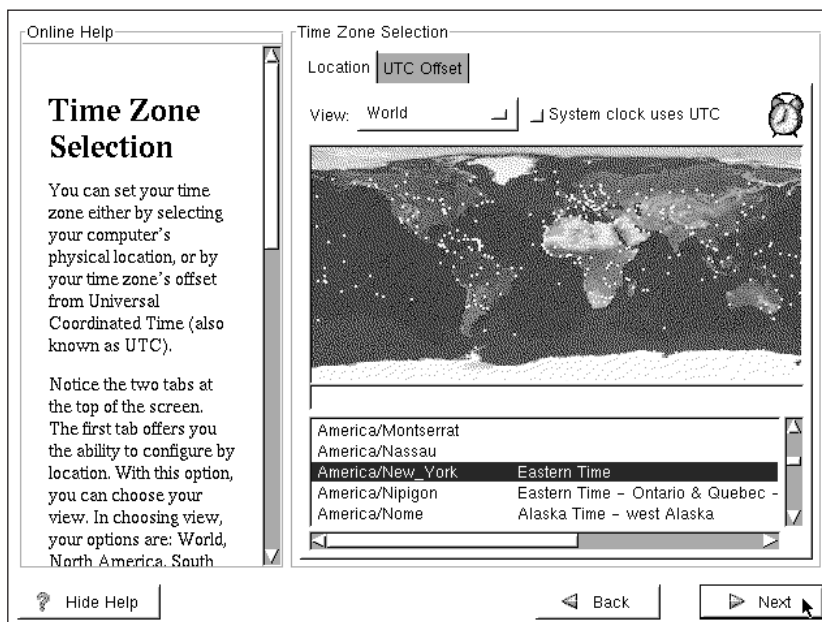 Online Help
Time Zone
Selection
You can set your time
zone either by selecting
your computer's
physical location, or by
your time zone's offset
from Universal
Coordinated Time (also
known as UTC).
Notice the two tabs at
the top of the screen.
The first tab offers you
the ability to configure by
location. With this option,
you can choose your
view. In choosing view,
your options are: World,
North America, South
Time Zone Selection
Location UTC Offset
View: World System clock uses UTC
America/Montserrat
America/Nassau
America/New_York Eastern Time
America/Nipigon Eastern Time – Ontario & Quebec –
America/Nome Alaska Time – west Alaska
Hide Help Back Next